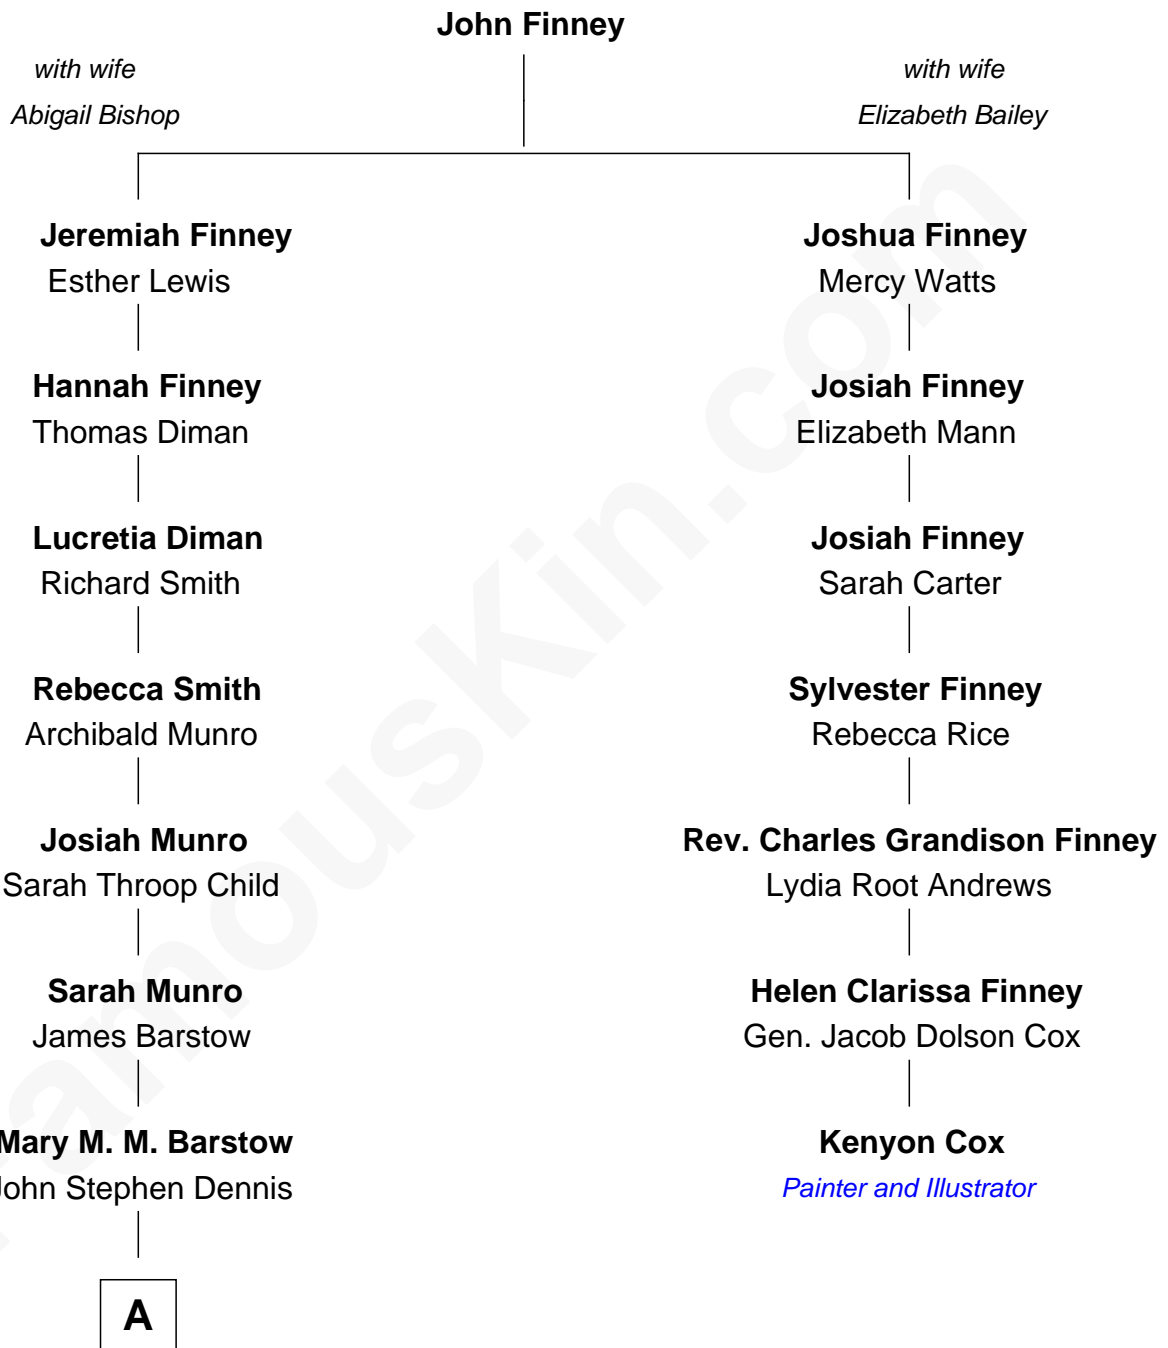 John Finney
with wife
Abigail Bishop
with wife
Elizabeth Bailey
Jeremiah Finney
Esther Lewis
Joshua Finney
Mercy Watts
Hannah Finney
Thomas Diman
Josiah Finney
Elizabeth Mann
Lucretia Diman
Richard Smith
Josiah Finney
Sarah Carter
Rebecca Smith
Archibald Munro
Sylvester Finney
Rebecca Rice
Josiah Munro
Sarah Throop Child
Rev. Charles Grandison Finney
Lydia Root Andrews
Sarah Munro
James Barstow
Helen Clarissa Finney
Gen. Jacob Dolson Cox
Mary M. M. Barstow
John Stephen Dennis
Kenyon Cox
Painter and Illustrator
A
FamousKin.com